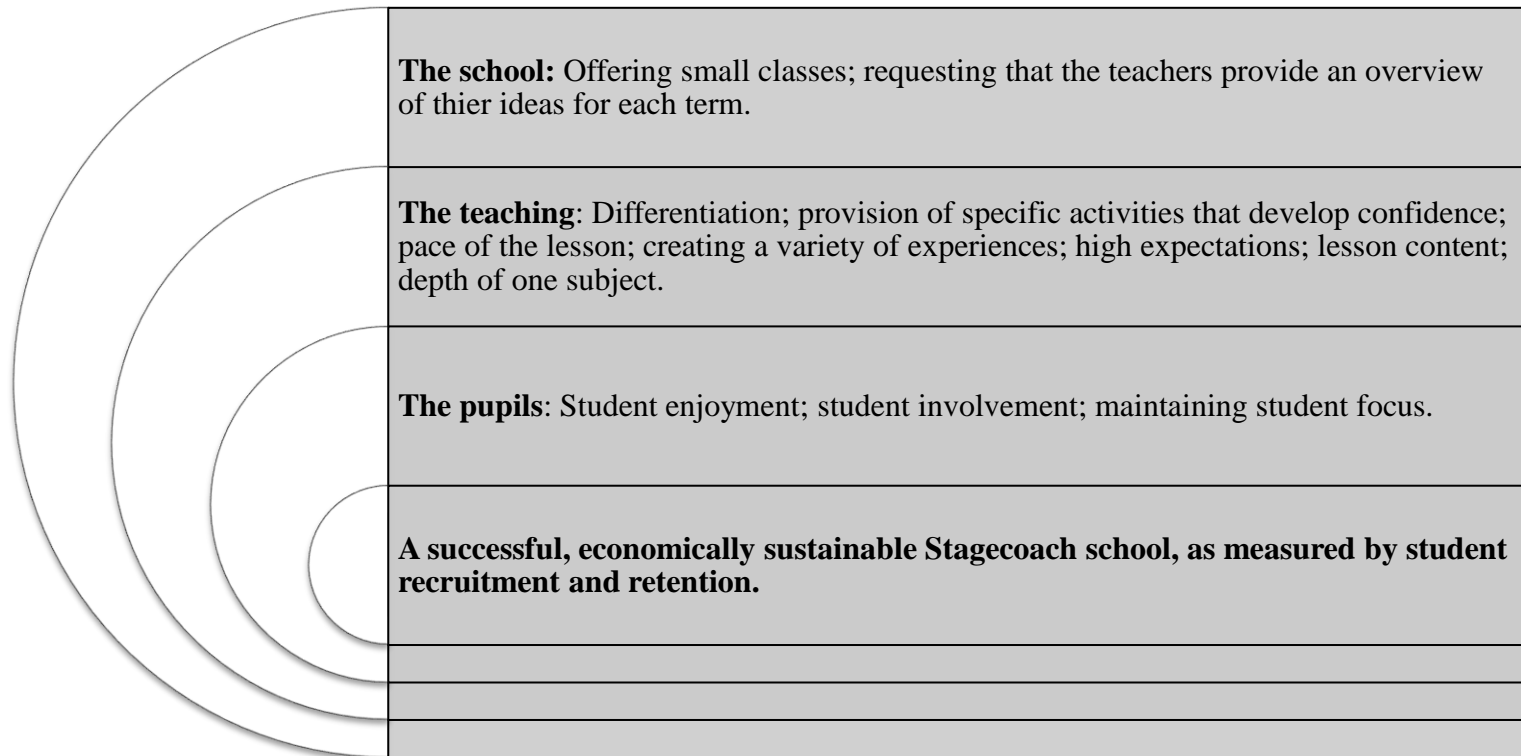 The school: Offering small classes; requesting that the teachers provide an overview
of thier ideas for each term.
The teaching: Differentiation; provision of specific activities that develop confidence;
pace of the lesson; creating a variety of experiences; high expectations; lesson content;
depth of one subject.
The pupils: Student enjoyment; student involvement; maintaining student focus.
A successful, economically sustainable Stagecoach school, as measured by student
recruitment and retention.